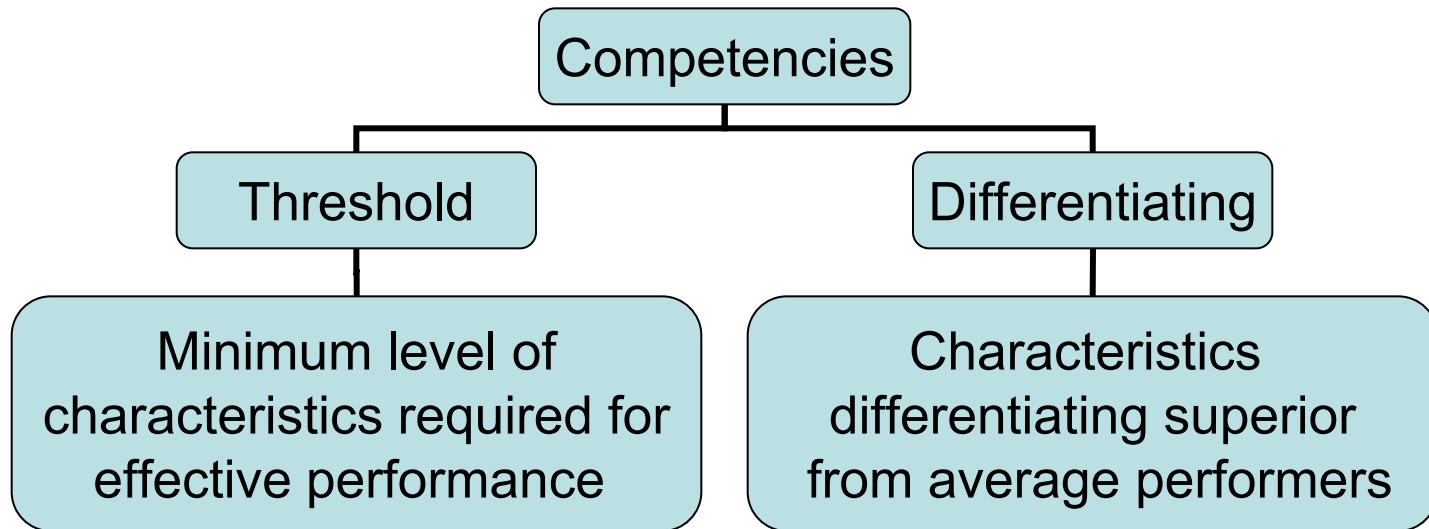 Competencies
Threshold
Differentiating
Minimum level of
characteristics required for
effective performance
Characteristics
differentiating superior
from average performers